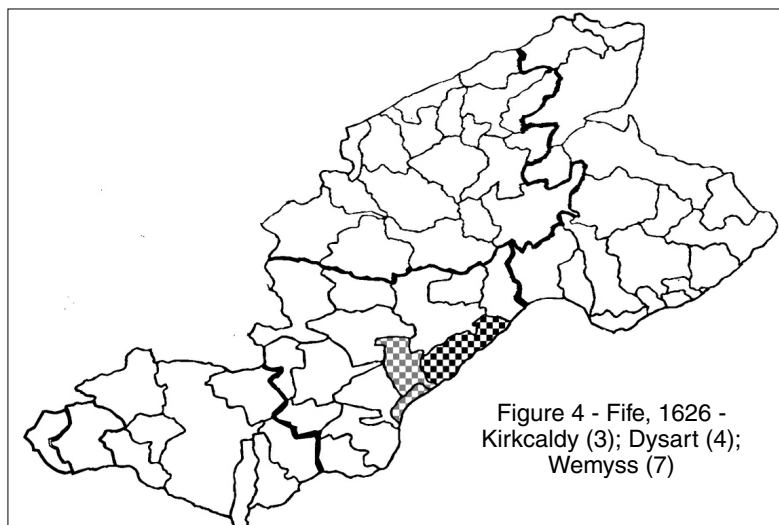 Figure 4 - Fife, 1626 -
Kirkcaldy (3); Dysart (4);
Wemyss (7)